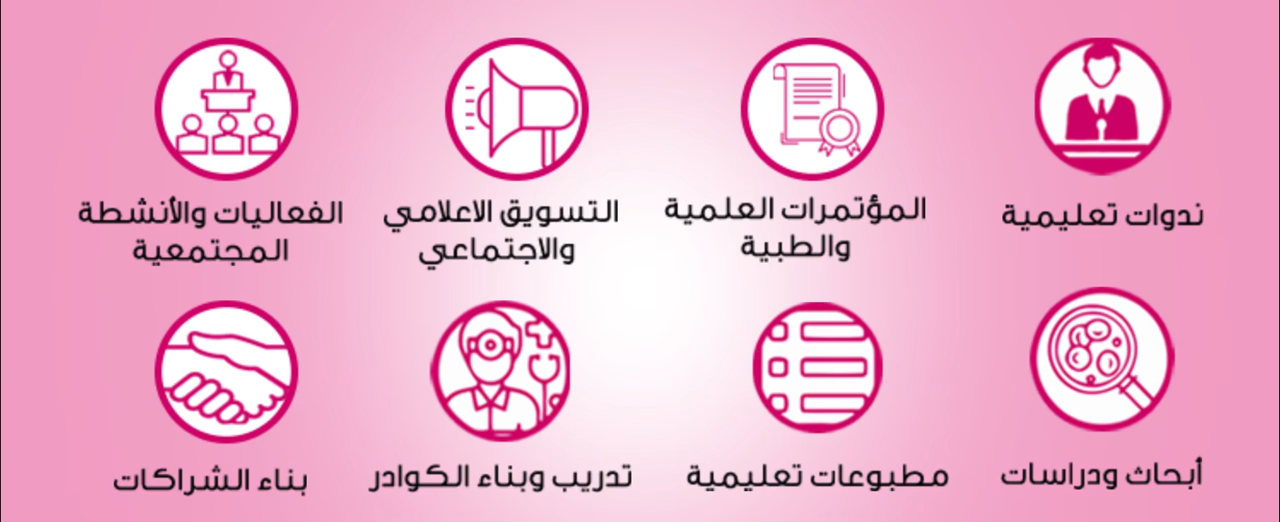 ندوات تعليمية
المؤتمرات العلمية
والطبية
التسويق الاعلامي
والاجتماعي
الفعاليات والأنشطة
المجتمعية
أبحاث ودراسات
مطبوعات تعليمية
تدريب وبناء الكوادر
بناء الشراكات